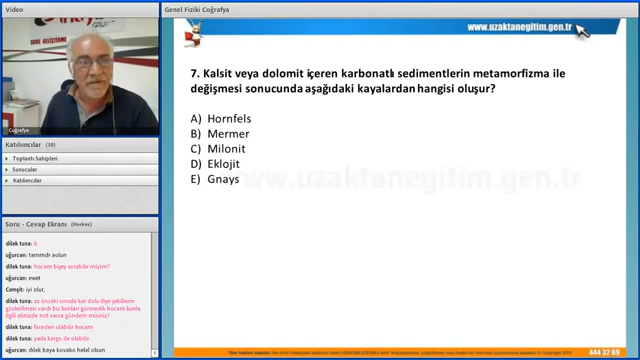 Video
Genel Fiziki Coğrafya
www.uzaktanegitim.gen.tr
7. Kalsit veya dolomit içeren karbonatlı sedimentlerin metamorfizma ile
değişmesi sonucunda aşağıdaki kayalardan hangisi oluşur?
A) Hornfels
B) Mermer
C) Milonit
D) Eklojit
E) Gnays
www.uzaktanegitim.gen.tr
Coğrafya
Katılımcılar (18)
Toplantı Sahipleri
Sunucular
Katılımcılar
Soru - Cevap Ekranı (Herkes)
dilek tuna: b
uğurcan: tammdr aolun
dilek tuna: hocam bişey sorabilir miyim?
uğurcan: ewet
Cemşit: iyi olur,
dilek tuna: az önceki soruda kar dolu diye şekillerin
gösterilmesi vardı biz bunları görmedik hocam bunla
ilgili elinizde not varsa gönderir misiniz?
dilek tuna: faceden olabilir hocam
dilek tuna: yada kargo ile olabilir
uğurcan: dilek baya kovalıo helal olsun
444 32 69